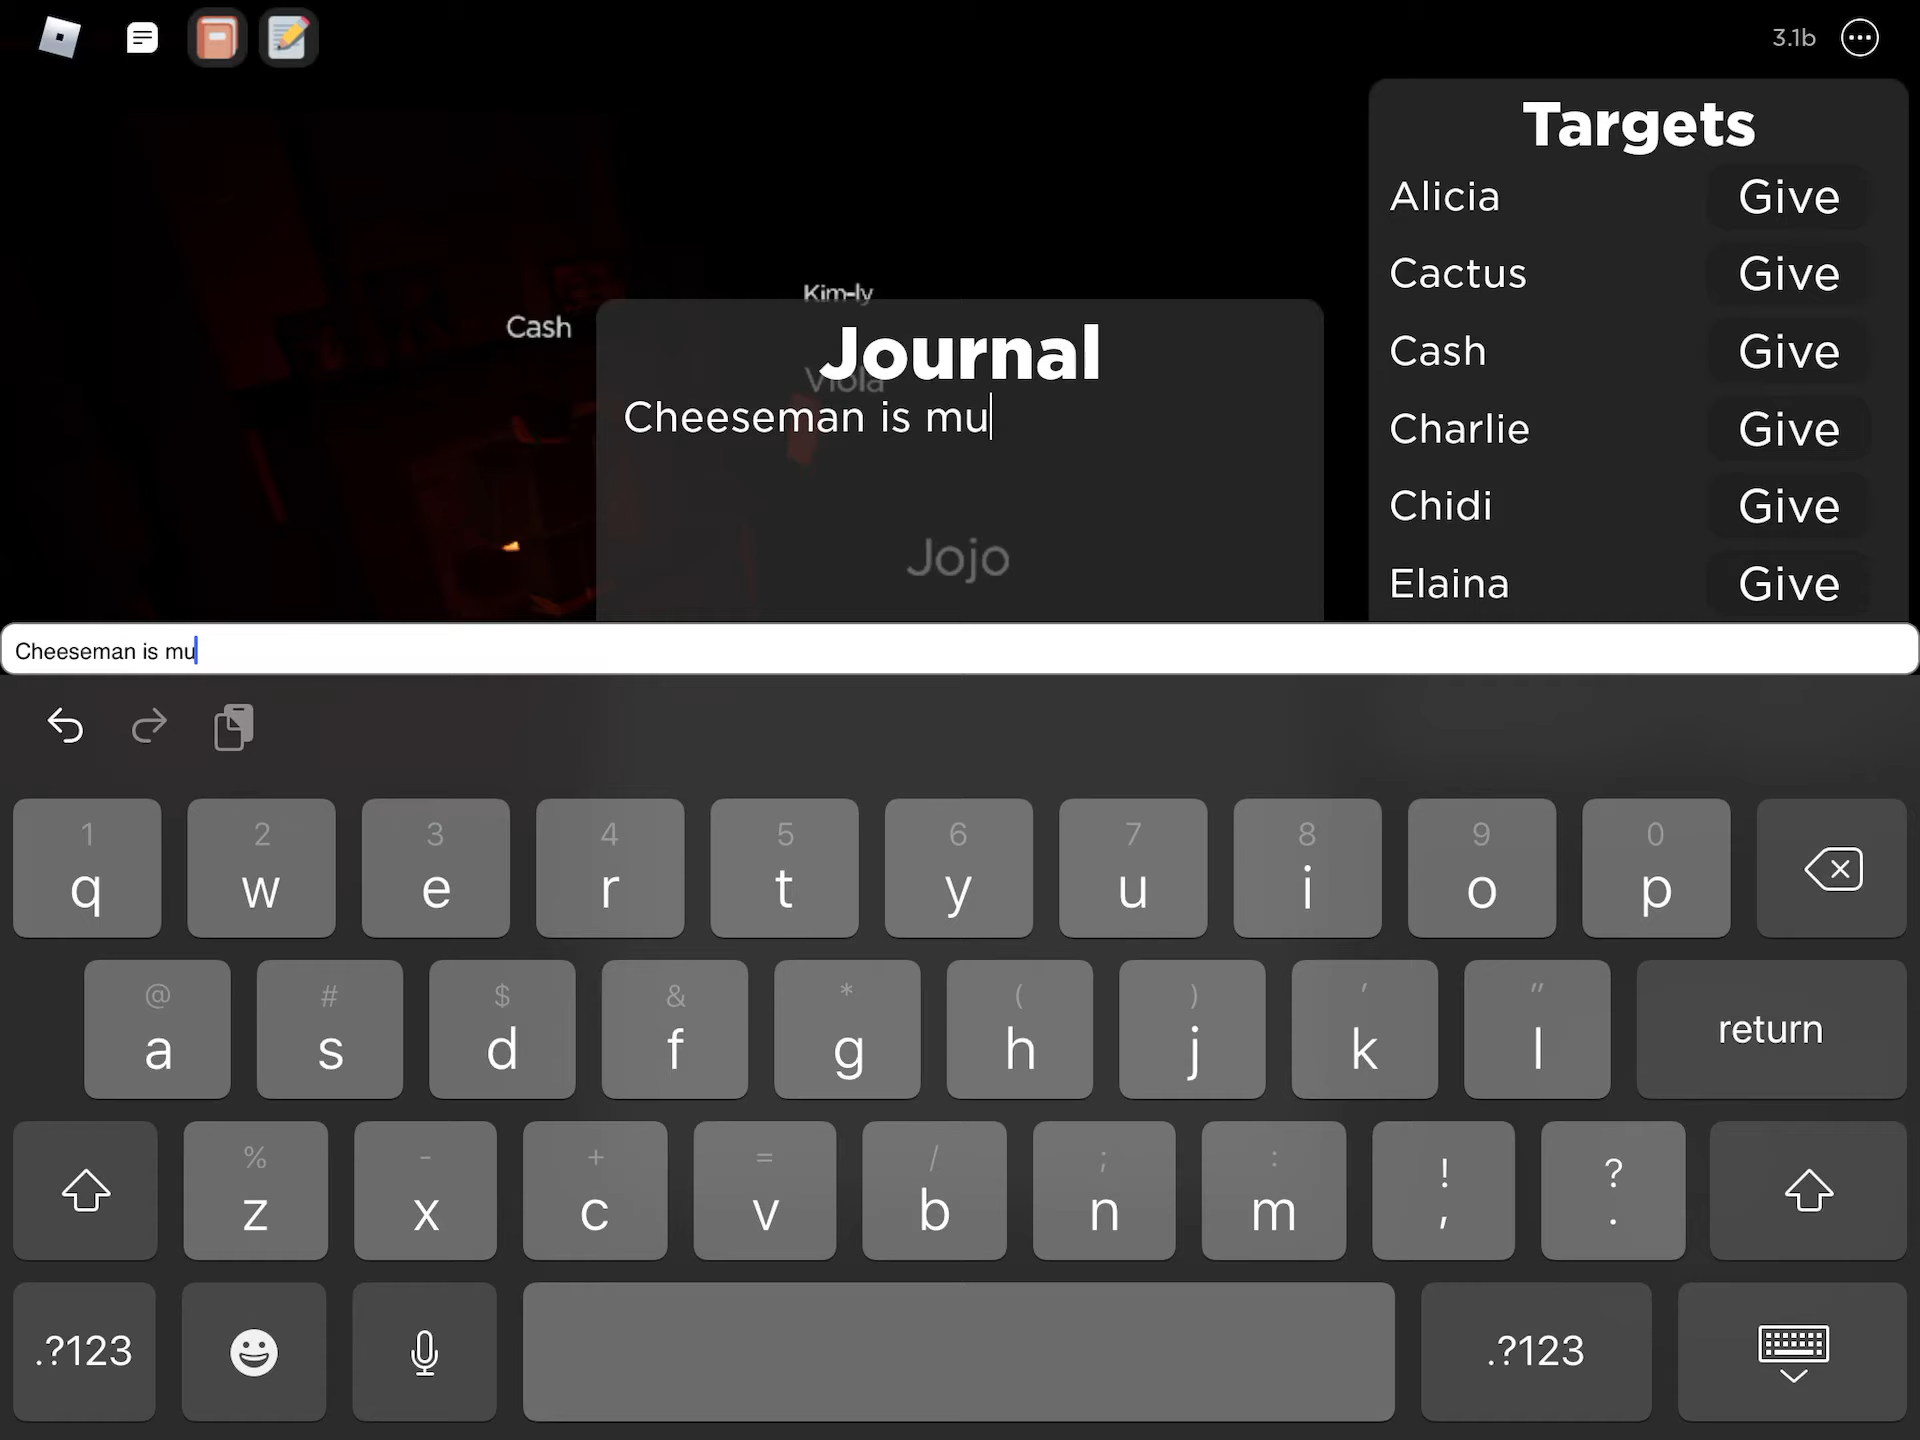 3.1b
Targets
Alicia Give
Cactus Give
Cash Give
Charlie Give
Chidi Give
Elaina Give
Kim-ly
Cash
Journal
Viola
Cheeseman is mu
Jojo
Cheeseman is mu
1 2 3 4 5 6 7 8 9 0
q w e r t y u i o p
@ # $ & * ( ) ' "
a s d f g h j k l return
% - + = / ; : ! ?
z x c v b n m , .
.?123 .?123